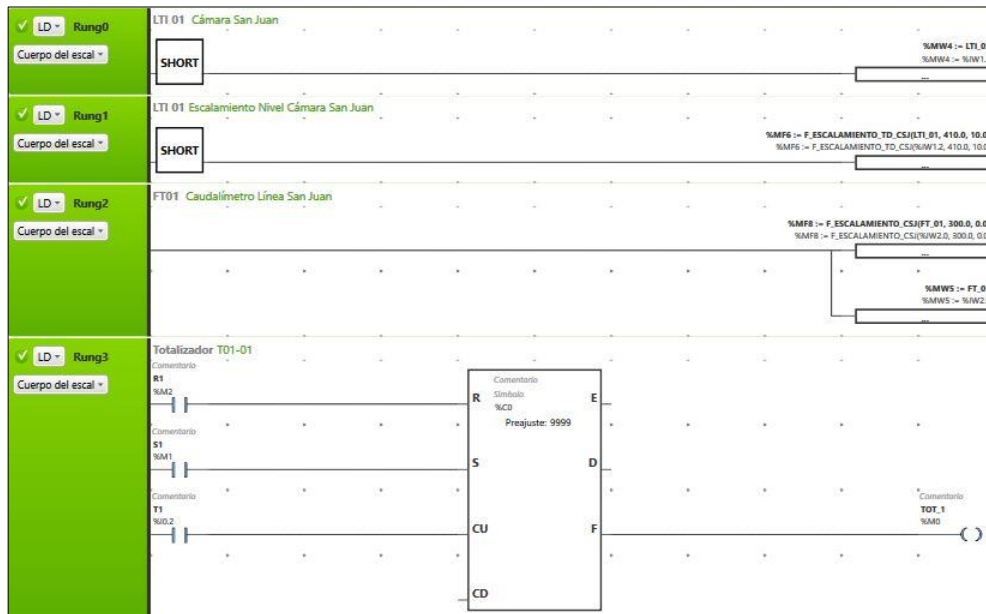 LD Rung0
Cuerpo del escal
LTI 01 Cámara San Juan
SHORT
%MW4 := LTI_0
%MW4 := %IW1.
...
LD Rung1
Cuerpo del escal
LTI 01 Escalamiento Nivel Cámara San Juan
SHORT
%MF6 := F_ESCALAMIENTO_TD_CSJ(LTI_01, 410.0, 10.0
%MF6 := F_ESCALAMIENTO_TD_CSJ(%IW1.2, 410.0, 10.0
...
LD Rung2
Cuerpo del escal
FT01 Caudalímetro Línea San Juan
%MF8 := F_ESCALAMIENTO_CSJ(FT_01, 300.0, 0.0
%MF8 := F_ESCALAMIENTO_CSJ(%IW2.0, 300.0, 0.0
...
%MW5 := FT_0
%MW5 := %IW2.
...
LD Rung3
Cuerpo del escal
Totalizador T01-01
Comentario
R1
%M2
Comentario
S1
%M1
Comentario
T1
%I0.2
Comentario
Símbolo
%C0
Preajuste: 9999
R E
S D
CU F
CD
Comentario
TOT_1
%M0